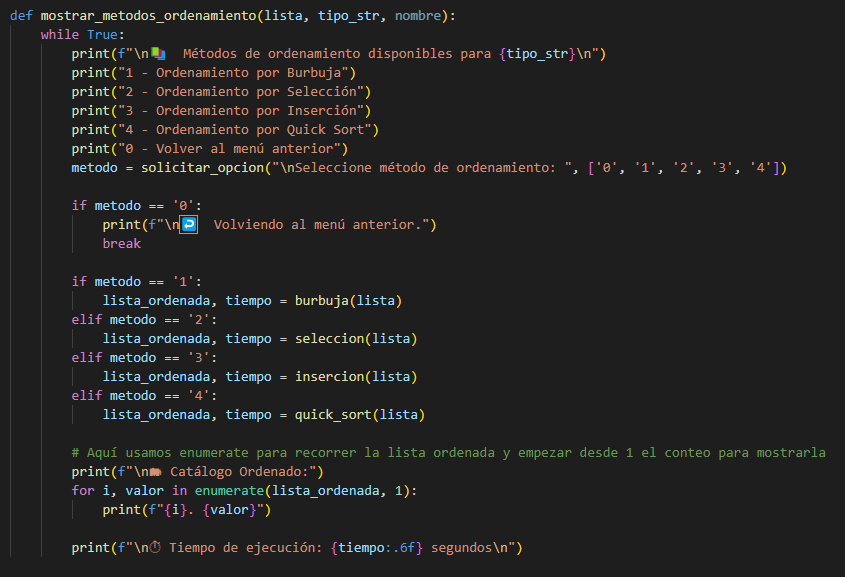 def mostrar_metodos_ordenamiento(lista, tipo_str, nombre):
    while True:
        print(f"\n📚  Métodos de ordenamiento disponibles para {tipo_str}\n")
        print("1 - Ordenamiento por Burbuja")
        print("2 - Ordenamiento por Selección")
        print("3 - Ordenamiento por Inserción")
        print("4 - Ordenamiento por Quick Sort")
        print("0 - Volver al menú anterior")
        metodo = solicitar_opcion("\nSeleccione método de ordenamiento: ", ['0', '1', '2', '3', '4'])
        if metodo == '0':
            print(f"\n↩️  Volviendo al menú anterior.")
            break
        if metodo == '1':
            lista_ordenada, tiempo = burbuja(lista)
        elif metodo == '2':
            lista_ordenada, tiempo = seleccion(lista)
        elif metodo == '3':
            lista_ordenada, tiempo = insercion(lista)
        elif metodo == '4':
            lista_ordenada, tiempo = quick_sort(lista)
        # Aquí usamos enumerate para recorrer la lista ordenada y empezar desde 1 el conteo para mostrarla
        print(f"\n Catálogo Ordenado:")
        for i, valor in enumerate(lista_ordenada, 1):
            print(f"{i}. {valor}")
        print(f"\n⏱ Tiempo de ejecución: {tiempo:.6f} segundos\n")